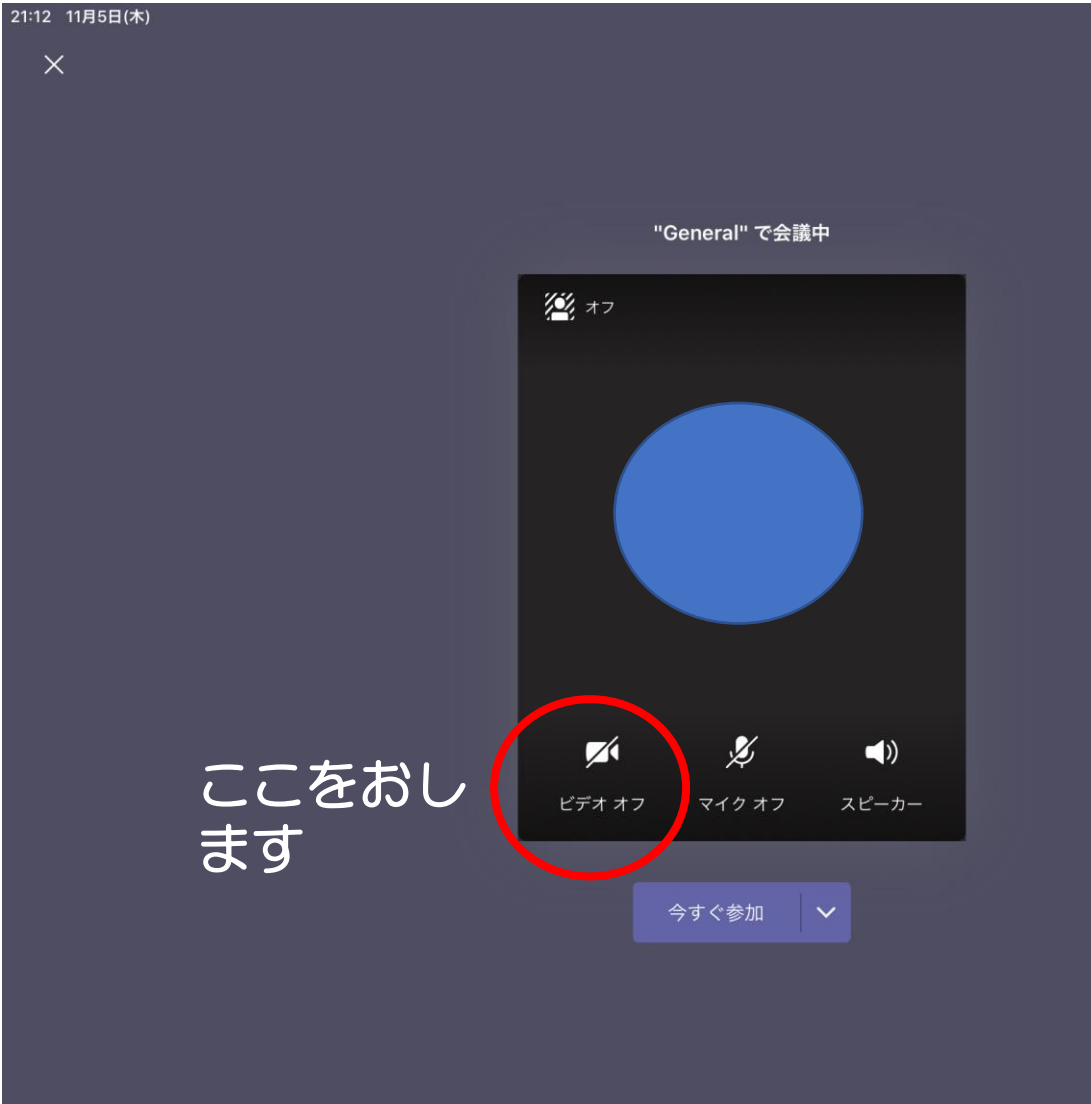 21:12 11月5日(木)
"General" で会議中
オフ
ここをおし
ます
ビデオ オフ
マイク オフ
スピーカー
今すぐ参加